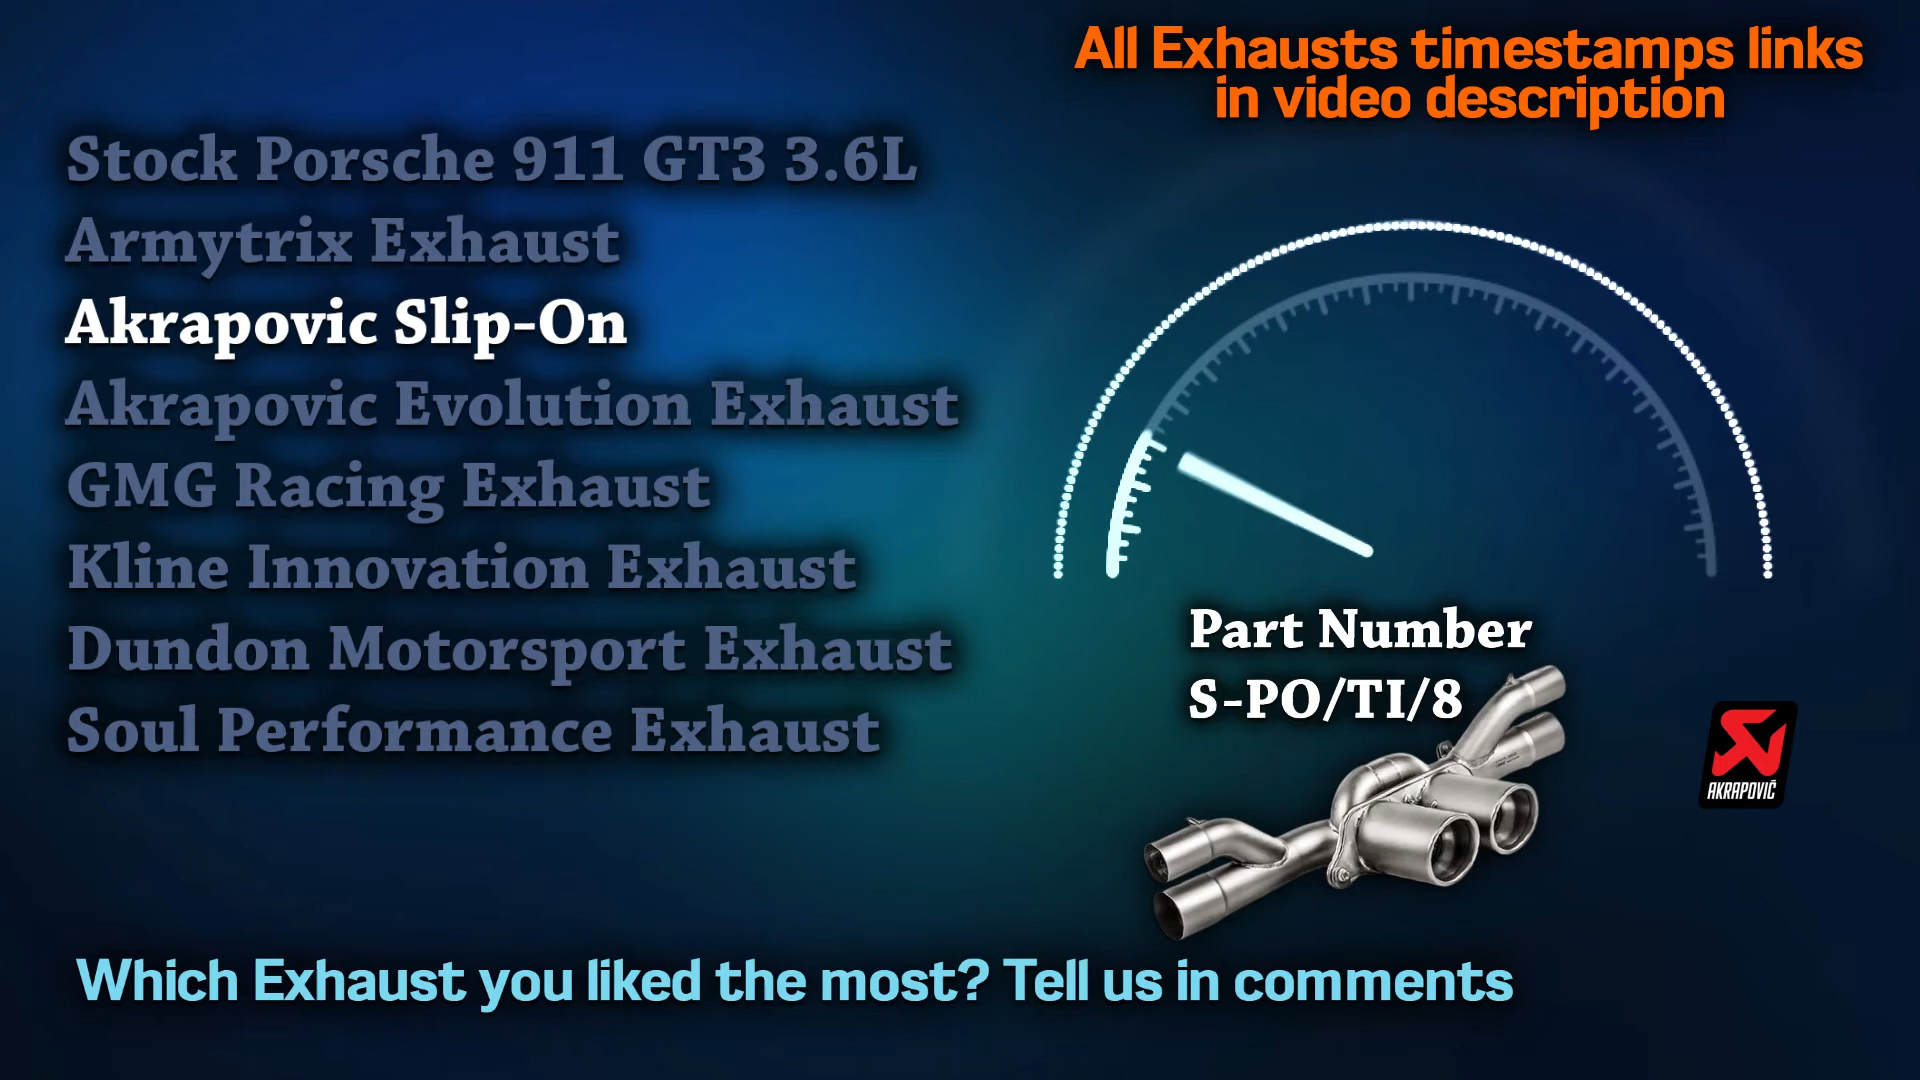 All Exhausts timestamps links
in video description
Stock Porsche 911 GT3 3.6L
Armytrix Exhaust
Akrapovic Slip-On
Akrapovic Evolution Exhaust
GMG Racing Exhaust
Kline Innovation Exhaust
Dundon Motorsport Exhaust
Soul Performance Exhaust
Part Number
S-PO/TI/8
AKRAPOVIČ
Which Exhaust you liked the most? Tell us in comments